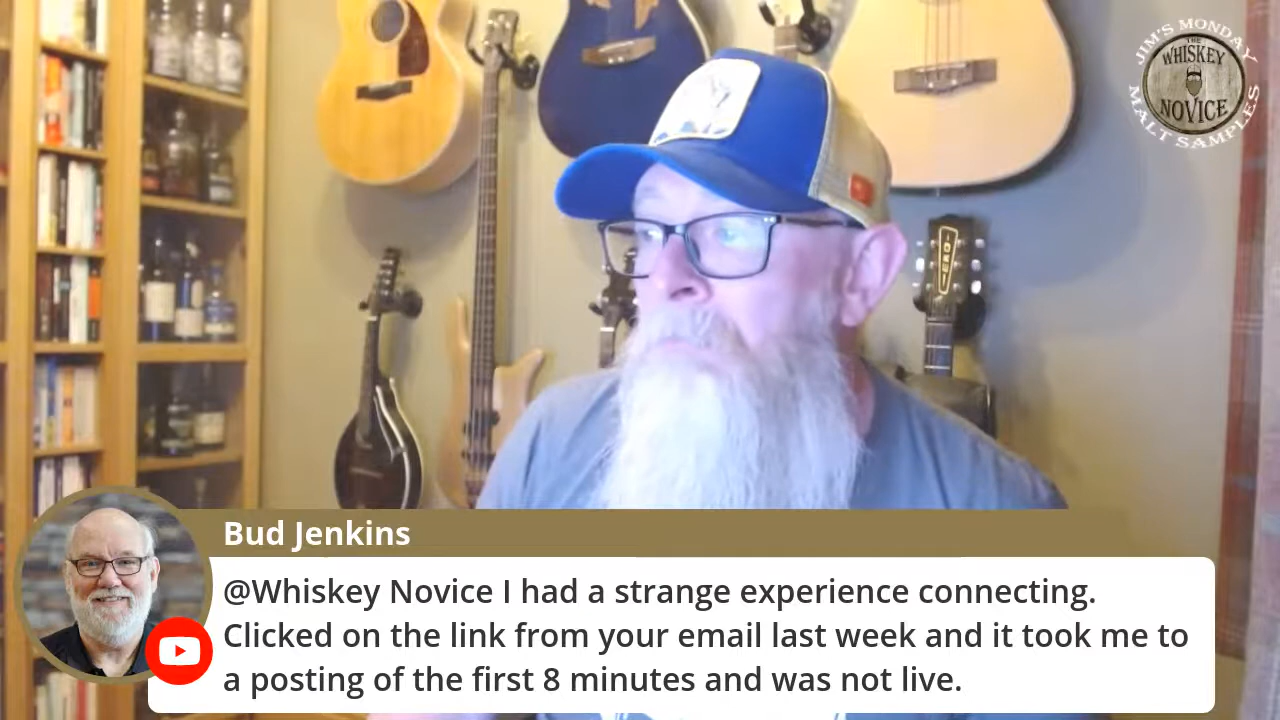 JIM'S MONDAY
THE
WHISKEY
NOVICE
MALT SAMPLES
Bud Jenkins
@Whiskey Novice I had a strange experience connecting.
Clicked on the link from your email last week and it took me to
a posting of the first 8 minutes and was not live.